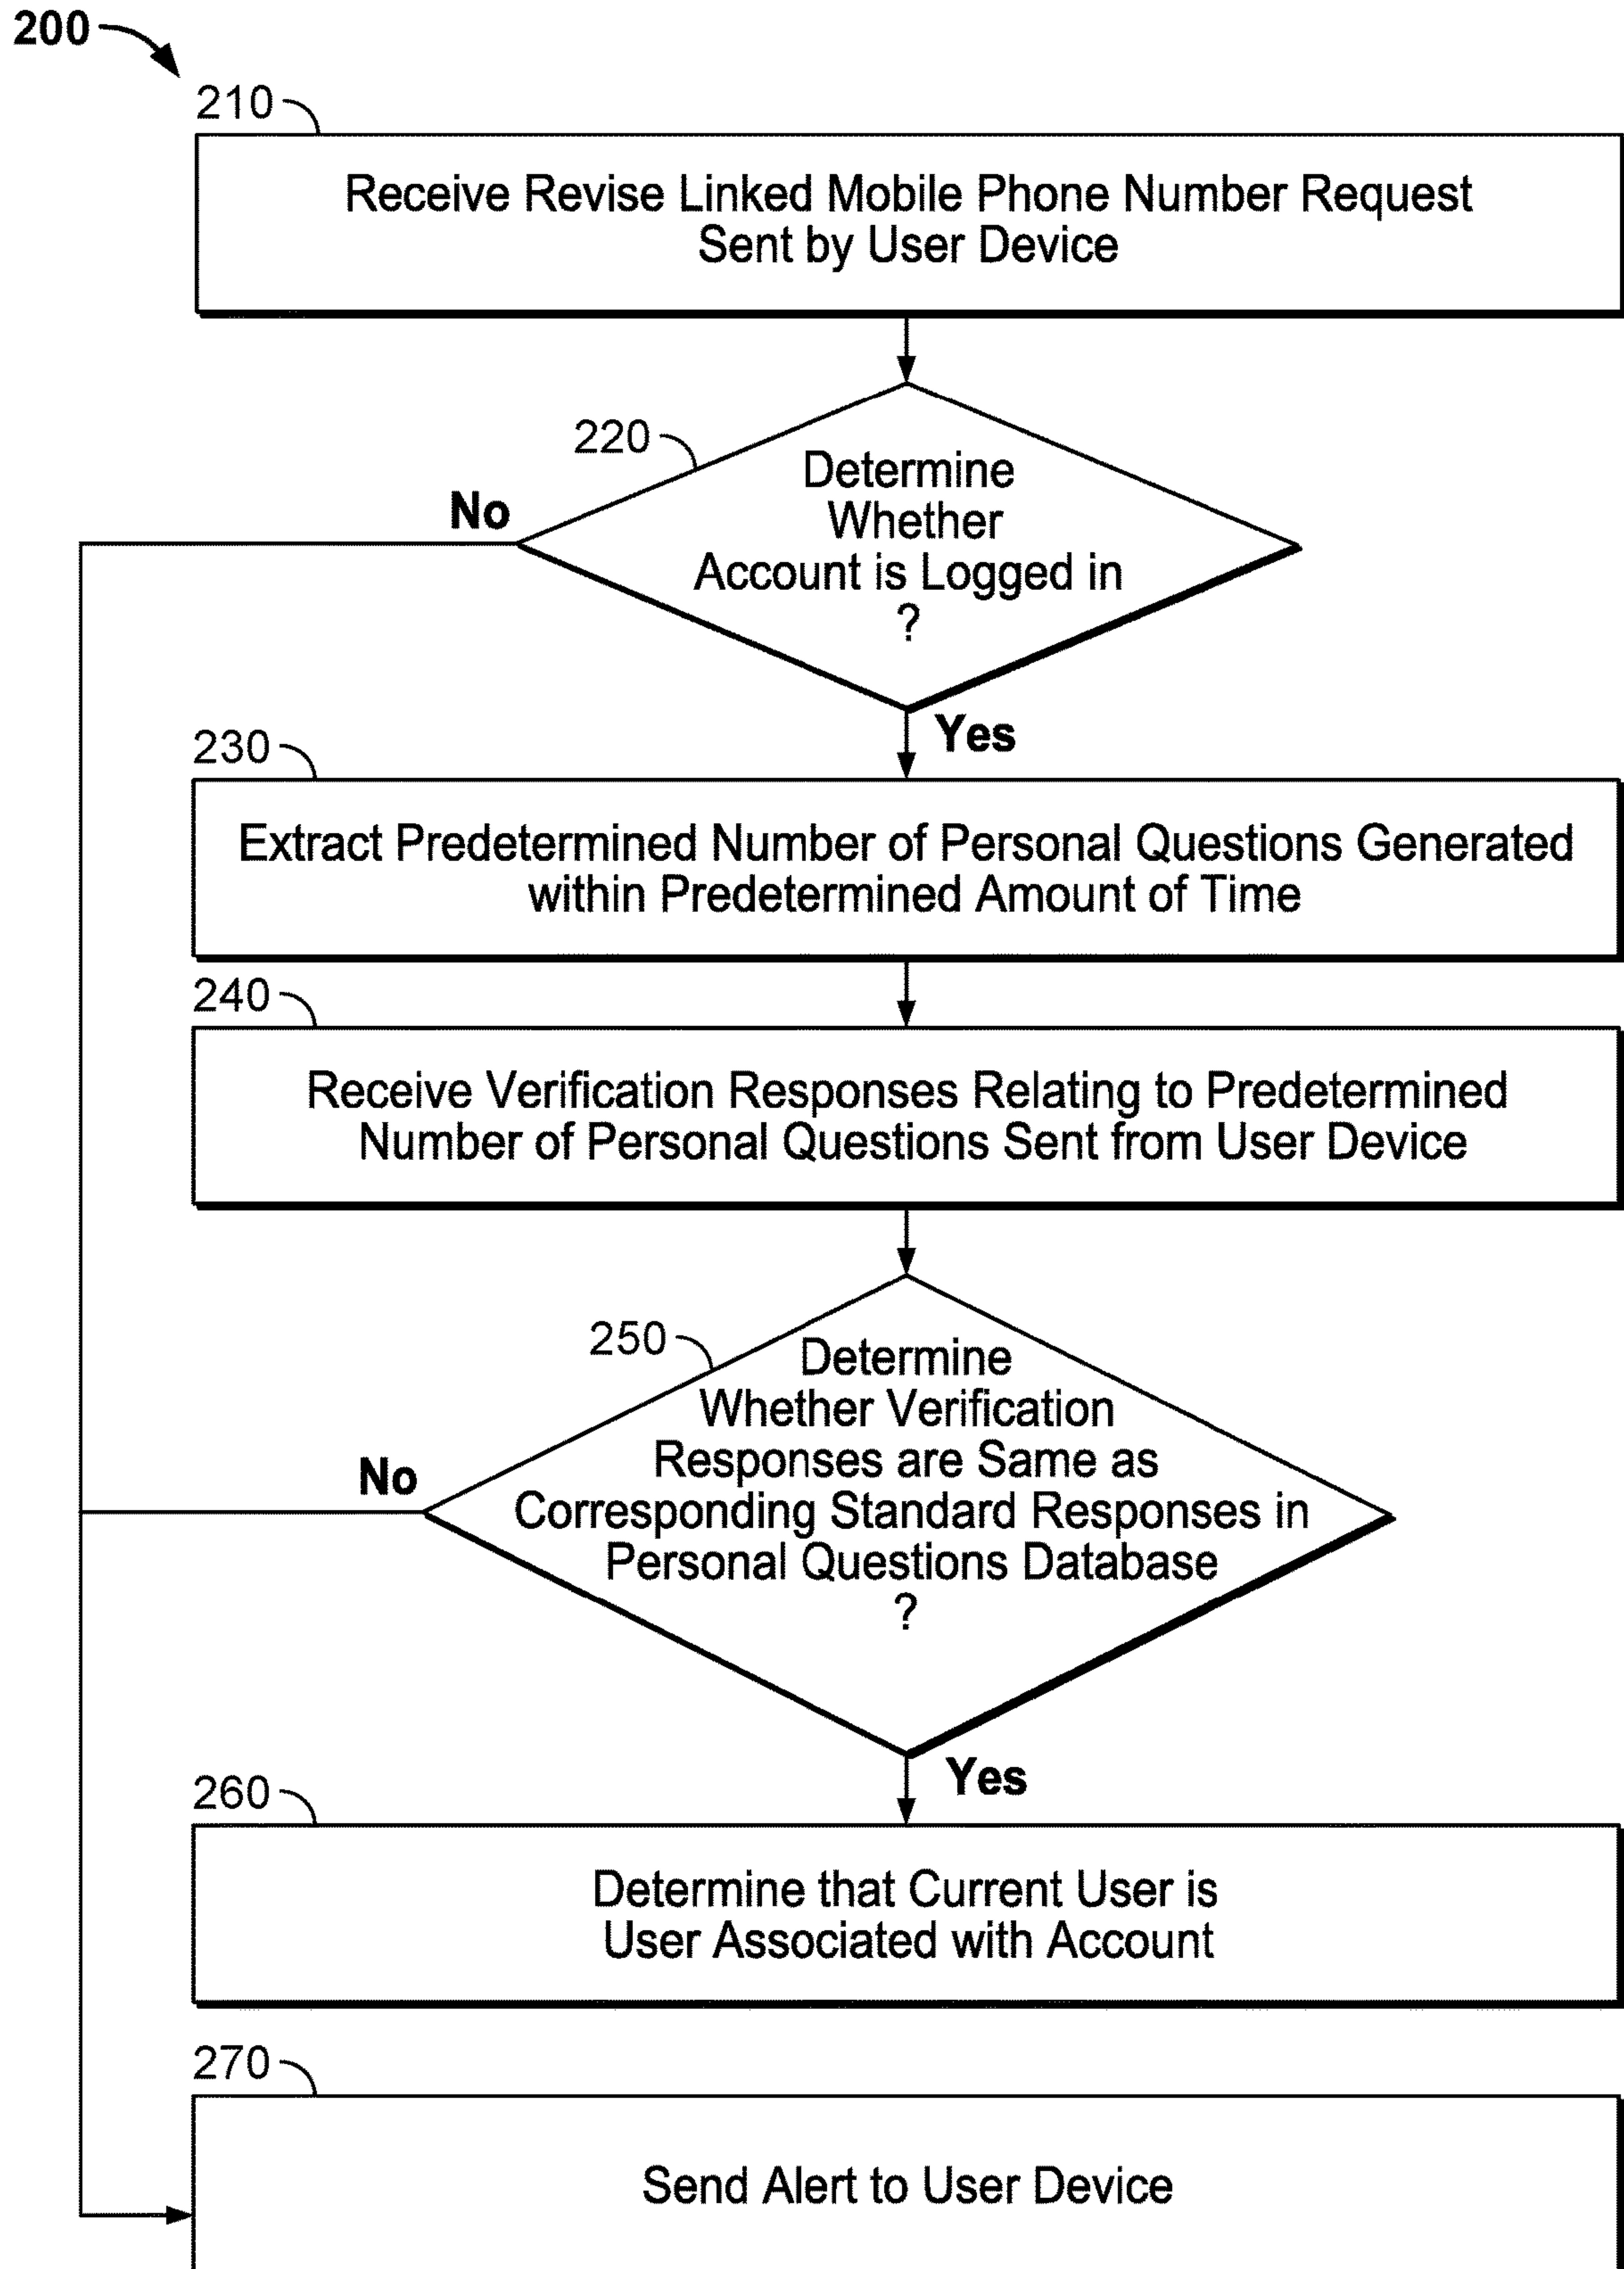 200
210
Receive Revise Linked Mobile Phone Number Request
Sent by User Device
220
Determine
Whether
Account is Logged in
?
No
Yes
230
Extract Predetermined Number of Personal Questions Generated
within Predetermined Amount of Time
240
Receive Verification Responses Relating to Predetermined
Number of Personal Questions Sent from User Device
250
Determine
Whether Verification
Responses are Same as
Corresponding Standard Responses in
Personal Questions Database
?
No
Yes
260
Determine that Current User is
User Associated with Account
270
Send Alert to User Device